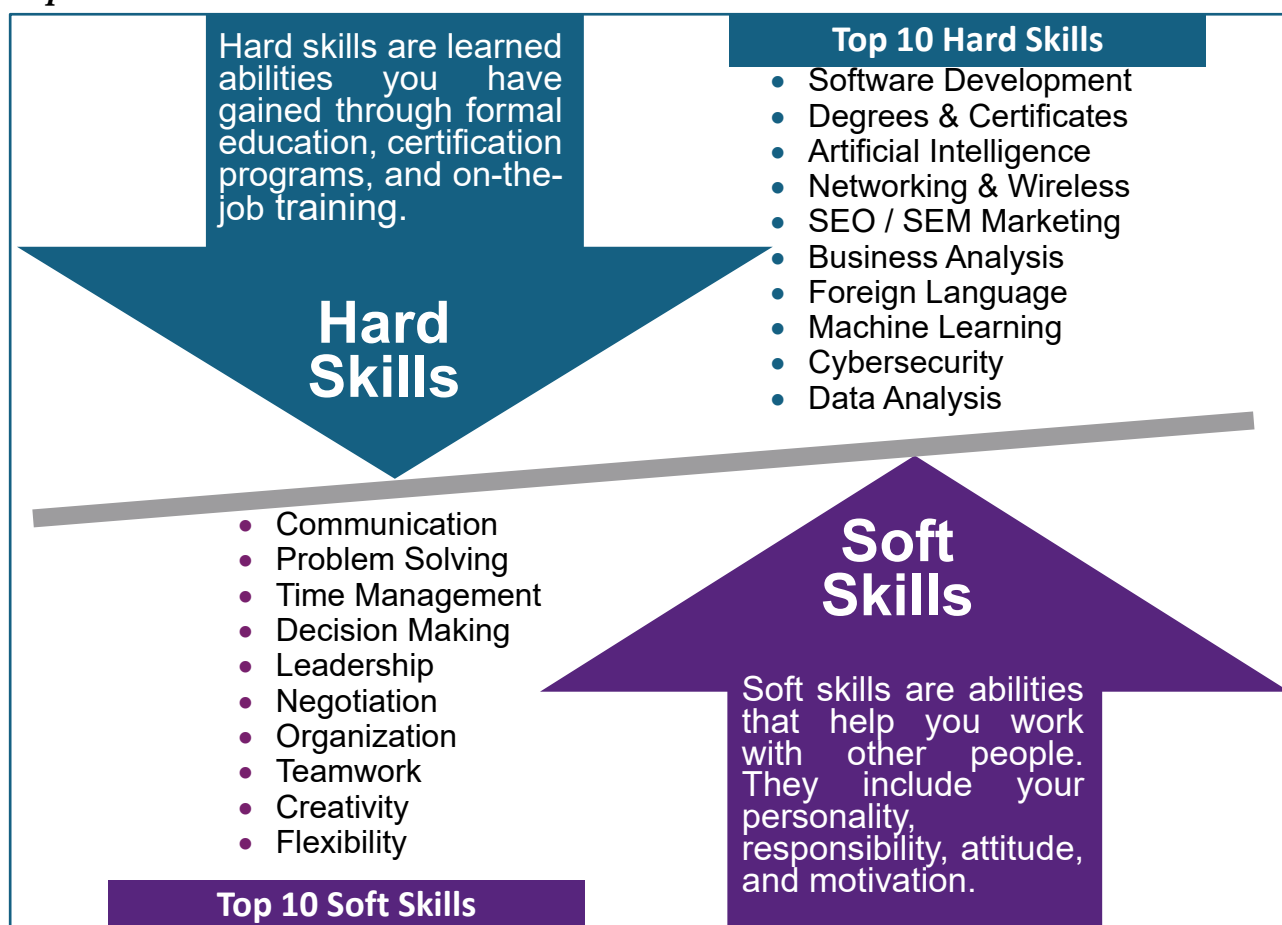 Hard skills are learned
abilities you have
gained through formal
education, certification
programs, and on-the-
job training.
Hard
Skills
Top 10 Hard Skills
• Software Development
• Degrees & Certificates
• Artificial Intelligence
• Networking & Wireless
• SEO / SEM Marketing
• Business Analysis
• Foreign Language
• Machine Learning
• Cybersecurity
• Data Analysis
• Communication
• Problem Solving
• Time Management
• Decision Making
• Leadership
• Negotiation
• Organization
• Teamwork
• Creativity
• Flexibility
Top 10 Soft Skills
Soft
Skills
Soft skills are abilities
that help you work
with other people.
They include your
personality,
responsibility, attitude,
and motivation.